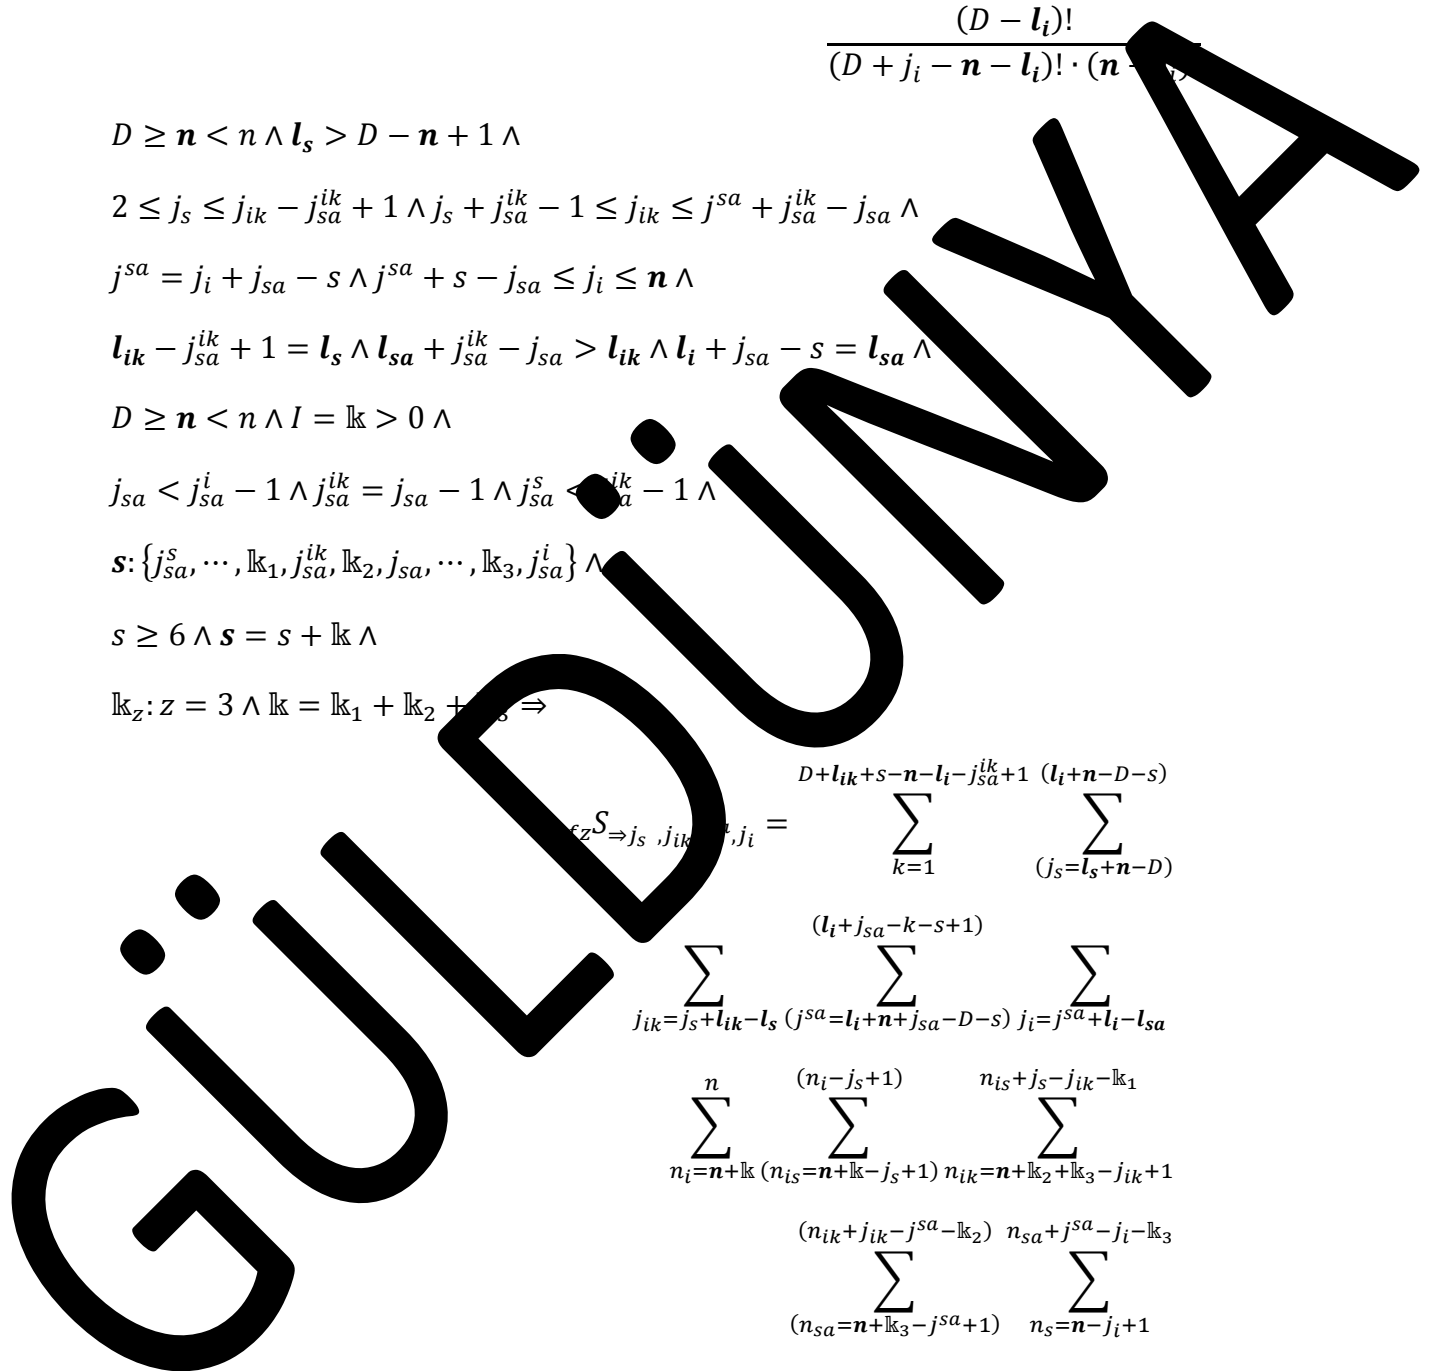 (D − l_i)!
(D + j_i − n − l_i)! · (n
D ≥ n < n ∧ l_s > D − n + 1 ∧
2 ≤ j_s ≤ j_ik − j_sa^ik + 1 ∧ j_s + j_sa^ik − 1 ≤ j_ik ≤ j^sa + j_sa^ik − j_sa ∧
j^sa = j_i + j_sa − s ∧ j^sa + s − j_sa ≤ j_i ≤ n ∧
l_ik − j_sa^ik + 1 = l_s ∧ l_sa + j_sa^ik − j_sa > l_ik ∧ l_i + j_sa − s = l_sa ∧
D ≥ n < n ∧ I = 𝕜 > 0 ∧
j_sa < j_sa^i − 1 ∧ j_sa^ik = j_sa − 1 ∧ j_sa^s < − 1 ∧
s: {j_sa^s, ⋯, 𝕜_1, j_sa^ik, 𝕜_2, j_sa, ⋯, 𝕜_3, j_sa^i} ∧
s ≥ 6 ∧ s = s + 𝕜 ∧
𝕜_z: z = 3 ∧ 𝕜 = 𝕜_1 + 𝕜_2 + ⇒
D+l_ik+s−n−l_i−j_sa^ik+1 (l_i+n−D−s)
S_⇒j_s ,j_ik ,j_i = ∑ ∑
k=1 (j_s=l_s+n−D)
(l_i+j_sa−k−s+1)
∑ ∑ ∑
j_ik=j_s+l_ik−l_s (j^sa=l_i+n+j_sa−D−s) j_i=j^sa+l_i−l_sa
n (n_i−j_s+1) n_is+j_s−j_ik−𝕜_1
∑ ∑ ∑
n_i=n+𝕜 (n_is=n+𝕜−j_s+1) n_ik=n+𝕜_2+𝕜_3−j_ik+1
(n_ik+j_ik−j^sa−𝕜_2) n_sa+j^sa−j_i−𝕜_3
∑ ∑
(n_sa=n+𝕜_3−j^sa+1) n_s=n−j_i+1
GÜLDÜNYA